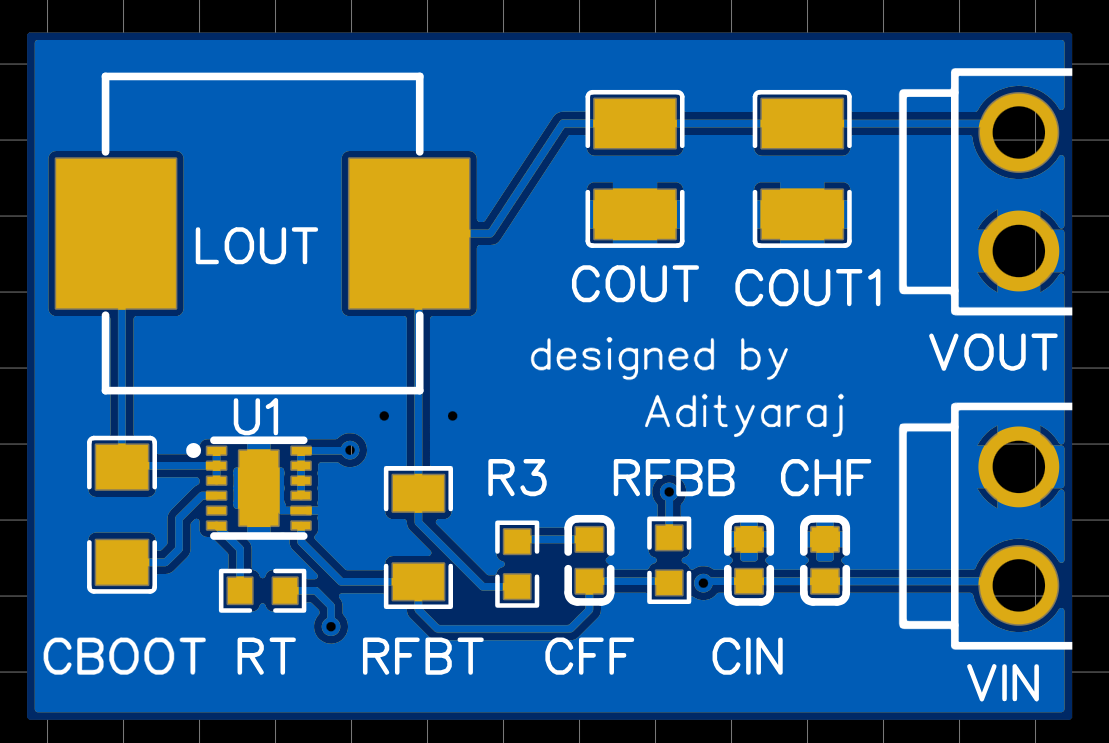 LOUT
COUT
COUT1
VOUT
designed by
Adityaraj
U1
R3
RFBB
CHF
CBOOT
RT
RFBT
CFF
CIN
VIN